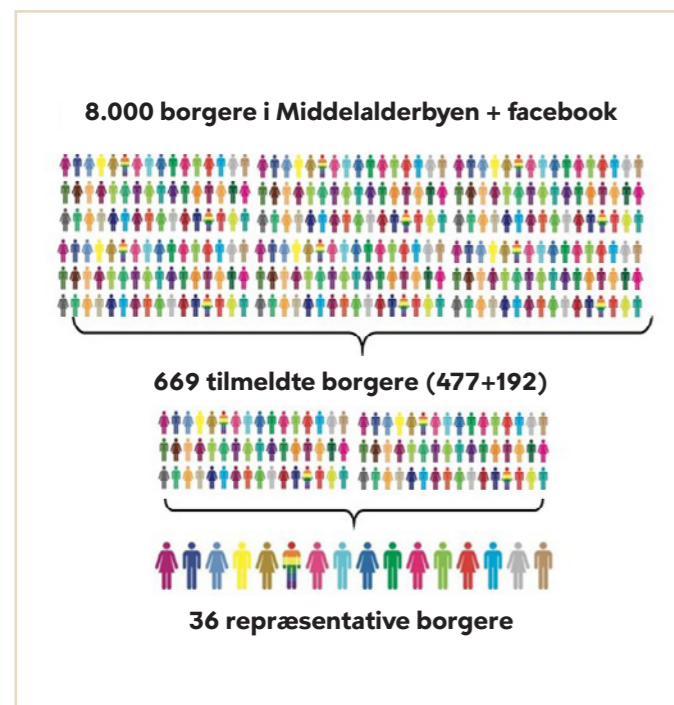 8.000 borgere i Middelalderbyen + facebook
669 tilmeldte borgere (477+192)
36 repræsentative borgere